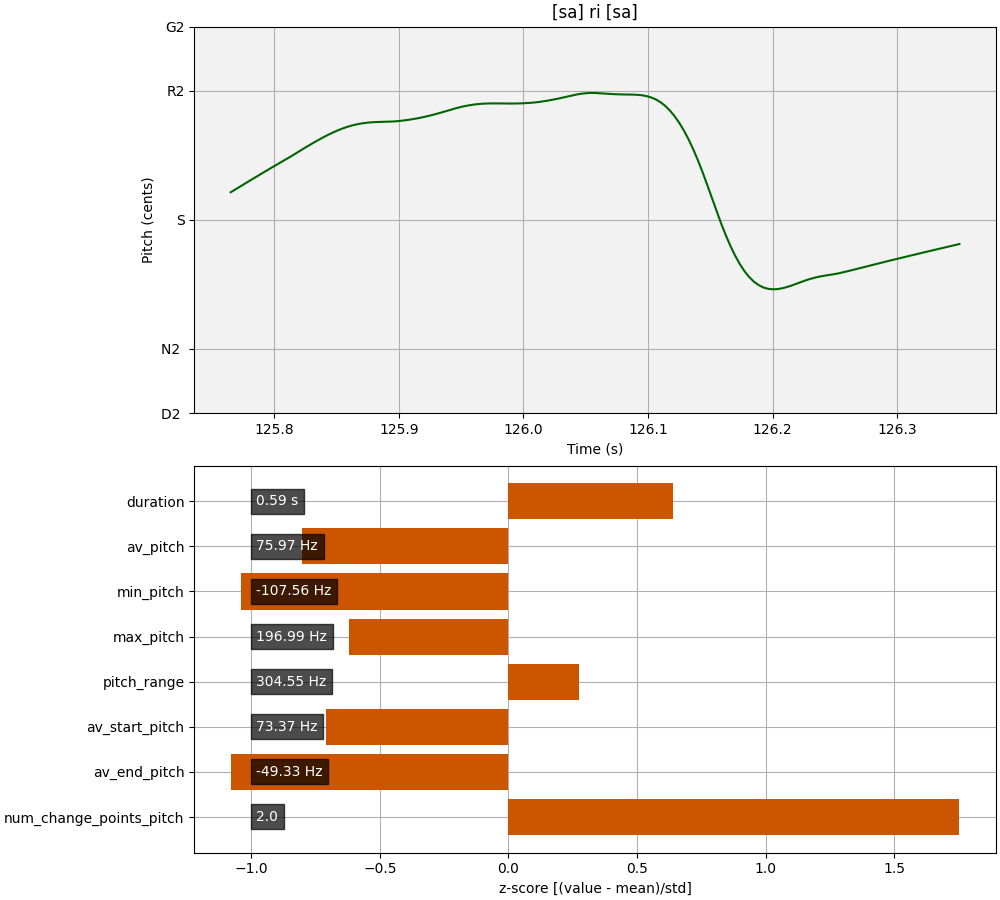 [sa] ri [sa]
G2
R2
S
N2
D2
Pitch (cents)
125.8 125.9 126.0 126.1 126.2 126.3
Time (s)
duration 0.59 s
av_pitch 75.97 Hz
min_pitch -107.56 Hz
max_pitch 196.99 Hz
pitch_range 304.55 Hz
av_start_pitch 73.37 Hz
av_end_pitch -49.33 Hz
num_change_points_pitch 2.0
−1.0 −0.5 0.0 0.5 1.0 1.5
z-score [(value - mean)/std]